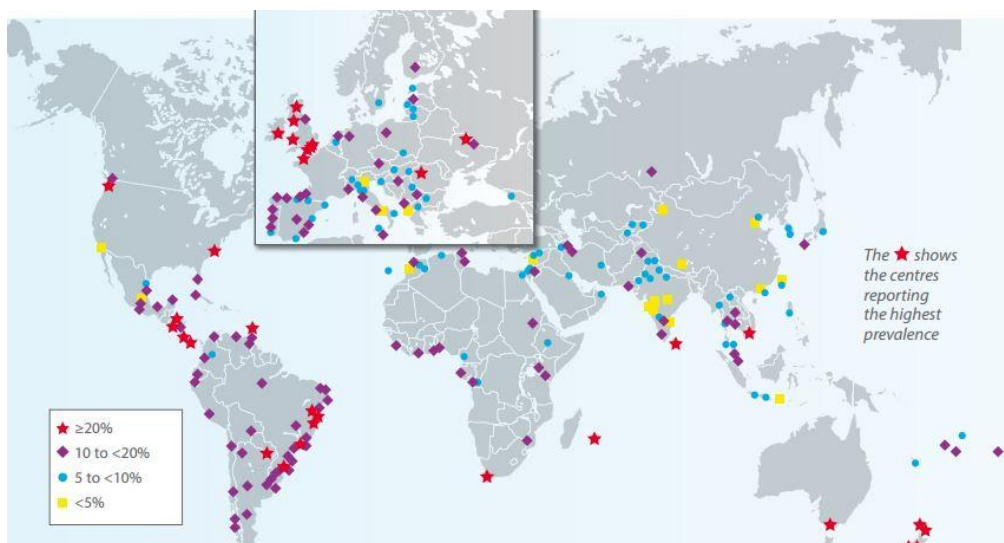 The ★ shows
the centres
reporting
the highest
prevalence
≥20%
10 to <20%
5 to <10%
<5%